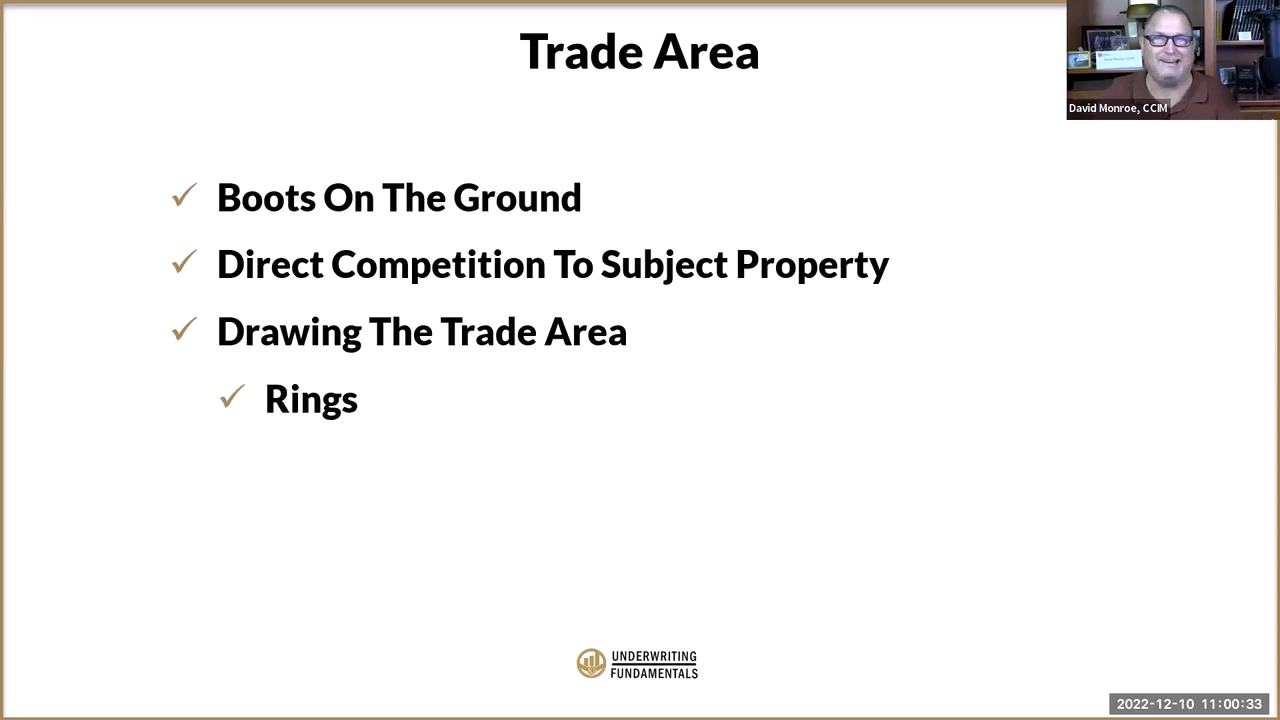 Trade Area
David Monroe, CCIM
Boots On The Ground
Direct Competition To Subject Property
Drawing The Trade Area
Rings
UNDERWRITING
FUNDAMENTALS
2022-12-10 11:00:33